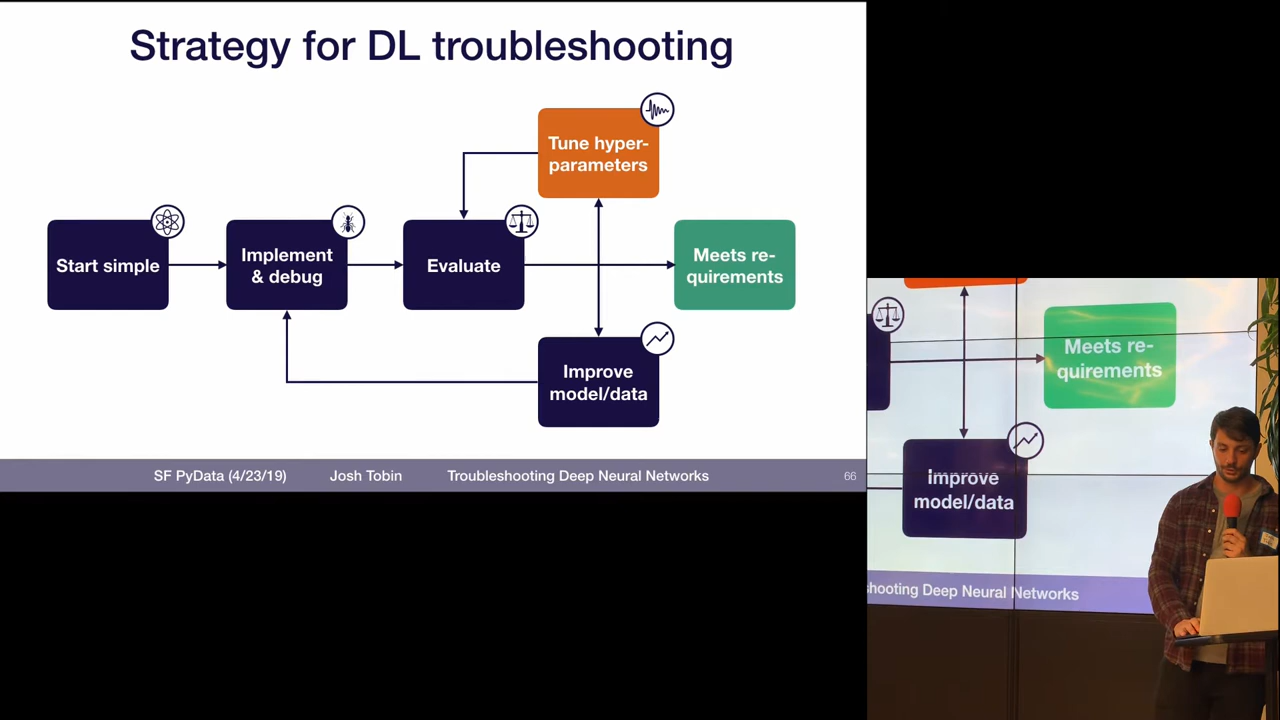 Strategy for DL troubleshooting
Tune hyper-
parameters
Start simple
Implement
& debug
Evaluate
Meets re-
quirements
Improve
model/data
SF PyData (4/23/19) Josh Tobin Troubleshooting Deep Neural Networks 66
Meets re-
quirements
Improve
model/data
shooting Deep Neural Networks